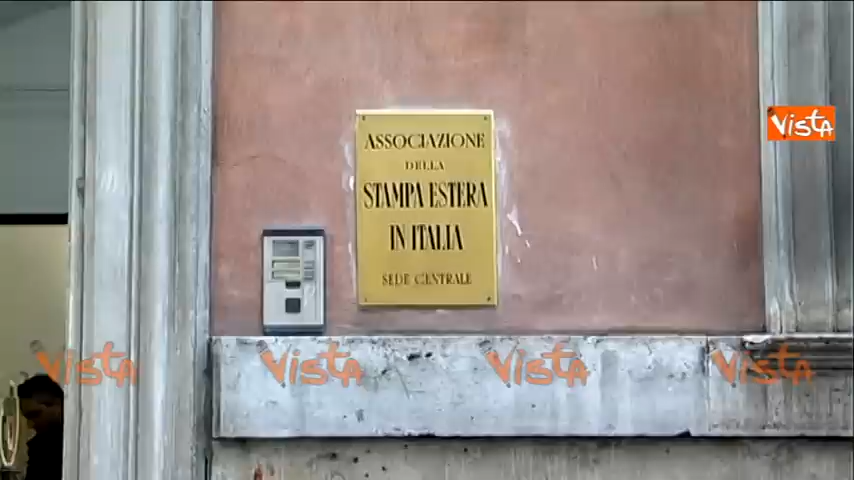 ASSOCIAZIONE
DELLA
STAMPA ESTERA
IN ITALIA
SEDE CENTRALE
VISTA
VISTA VISTA VISTA VISTA